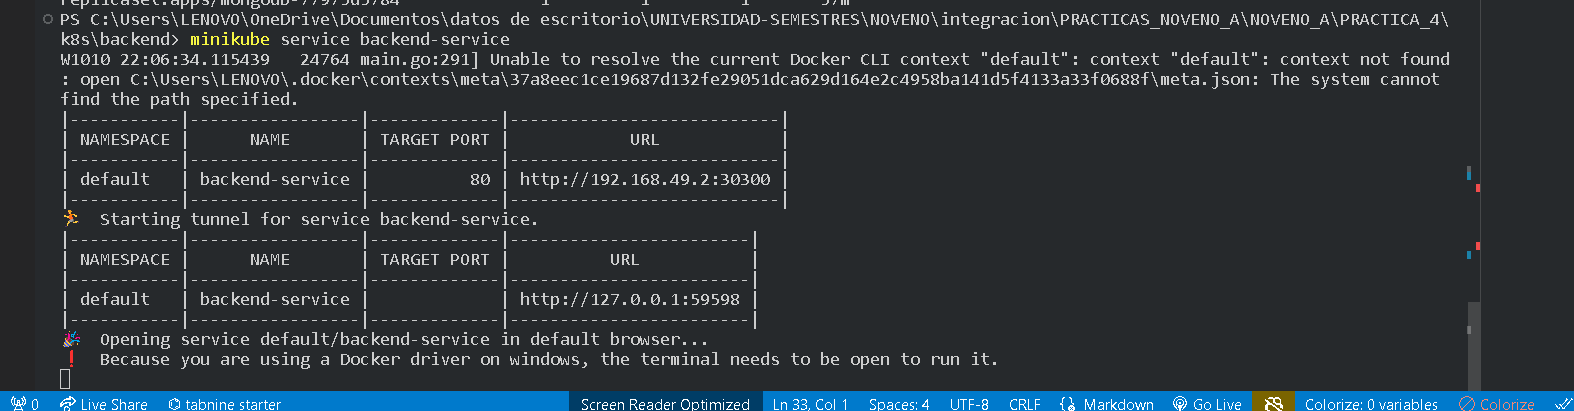 PS C:\Users\LENOVO\OneDrive\Documentos\datos de escritorio\UNIVERSIDAD-SEMESTRES\NOVENO\integracion\PRACTICAS_NOVENO_A\NOVENO_A\PRACTICA_4\
k8s\backend> minikube service backend-service
W1010 22:06:34.115439   24764 main.go:291] Unable to resolve the current Docker CLI context "default": context "default": context not found
: open C:\Users\LENOVO\.docker\contexts\meta\37a8eec1ce19687d132fe29051dca629d164e2c4958ba141d5f4133a33f0688f\meta.json: The system cannot
find the path specified.
|-----------|-----------------|-------------|---------------------------|
| NAMESPACE |      NAME       | TARGET PORT |            URL            |
|-----------|-----------------|-------------|---------------------------|
| default   | backend-service |          80 | http://192.168.49.2:30300 |
|-----------|-----------------|-------------|---------------------------|
🏃  Starting tunnel for service backend-service.
|-----------|-----------------|-------------|------------------------|
| NAMESPACE |      NAME       | TARGET PORT |          URL           |
|-----------|-----------------|-------------|------------------------|
| default   | backend-service |             | http://127.0.0.1:59598 |
|-----------|-----------------|-------------|------------------------|
🎉  Opening service default/backend-service in default browser...
❗  Because you are using a Docker driver on windows, the terminal needs to be open to run it.
0 Live Share tabnine starter Screen Reader Optimized Ln 33, Col 1 Spaces: 4 UTF-8 CRLF Markdown Go Live Colorize: 0 variables Colorize